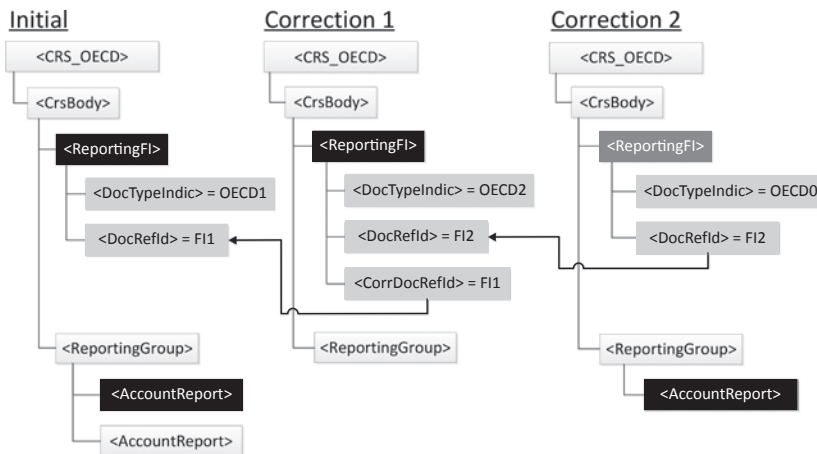 Initial
<CRS_OECD>
<CrsBody>
<ReportingFI>
<DocTypeIndic> = OECD1
<DocRefId> = FI1
<ReportingGroup>
<AccountReport>
<AccountReport>
Correction 1
<CRS_OECD>
<CrsBody>
<ReportingFI>
<DocTypeIndic> = OECD2
<DocRefId> = FI2
<CorrDocRefId> = FI1
<ReportingGroup>
Correction 2
<CRS_OECD>
<CrsBody>
<ReportingFI>
<DocTypeIndic> = OECD0
<DocRefId> = FI2
<ReportingGroup>
<AccountReport>